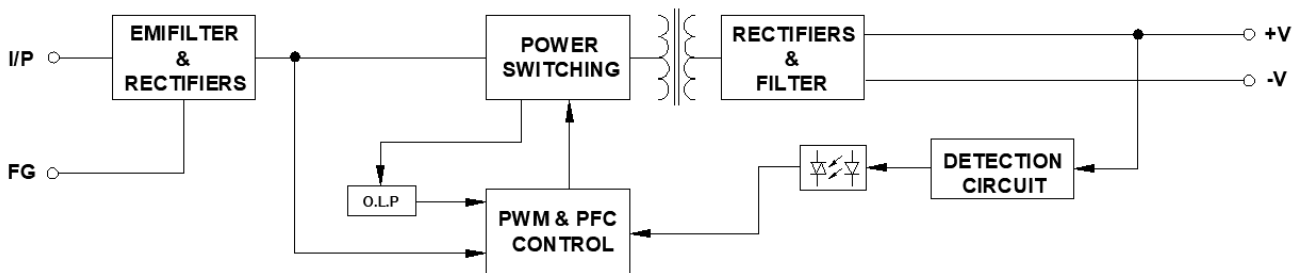 I/P
EMIFILTER
&
RECTIFIERS
POWER
SWITCHING
RECTIFIERS
&
FILTER
+V
-V
FG
O.L.P
PWM & PFC
CONTROL
DETECTION
CIRCUIT